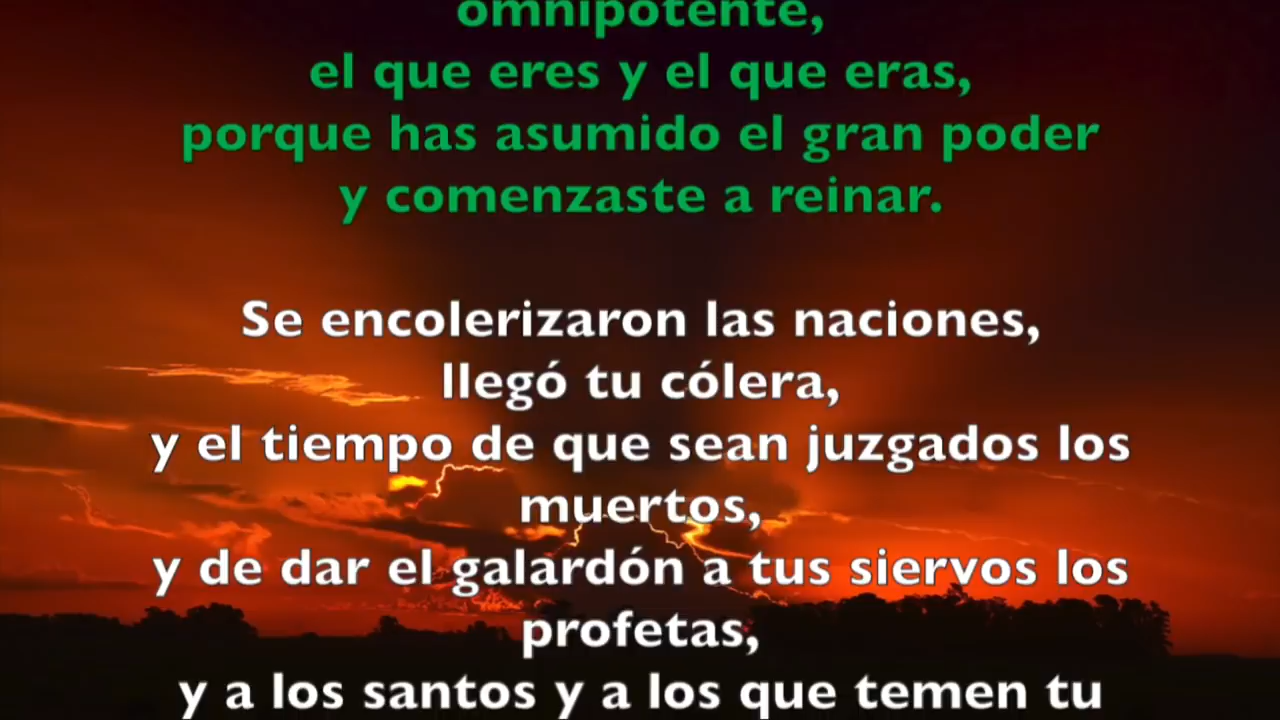 omnipotente,
el que eres y el que eras,
porque has asumido el gran poder
y comenzaste a reinar.
Se encolerizaron las naciones,
llegó tu cólera,
y el tiempo de que sean juzgados los
muertos,
y de dar el galardón a tus siervos los
profetas,
y a los santos y a los que temen tu